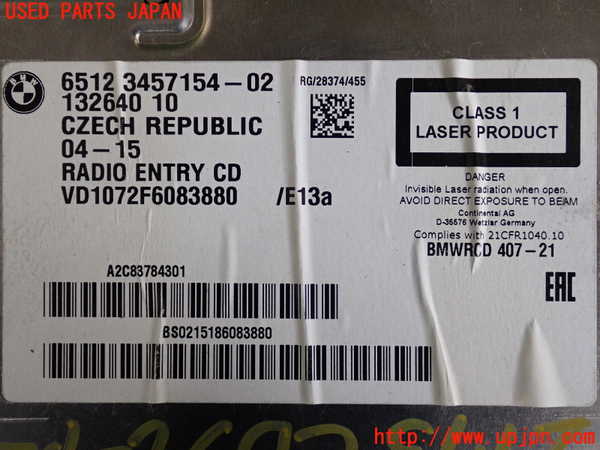 USED PARTS JAPAN
BMW
6512 3457154-02
132640 10
CZECH REPUBLIC
04-15
RADIO ENTRY CD
VD1072F6083880 /E13a
RG/28374/455
CLASS 1
LASER PRODUCT
DANGER
Invisible Laser radiation when open.
AVOID DIRECT EXPOSURE TO BEAM
Continental AG
D-35576 Wetzlar Germany
Complies with 21CFR1040.10
BMWRCD 407-21
EAC
A2C83784301
BS0215186083880
http://www.upjpn.com/